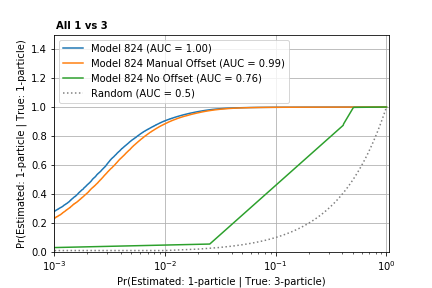 All 1 vs 3
Pr(Estimated: 1-particle | True: 1-particle)
1.4
1.2
1.0
0.8
0.6
0.4
0.2
0.0
Model 824 (AUC = 1.00)
Model 824 Manual Offset (AUC = 0.99)
Model 824 No Offset (AUC = 0.76)
Random (AUC = 0.5)
10⁻³
10⁻²
10⁻¹
10⁰
Pr(Estimated: 1-particle | True: 3-particle)